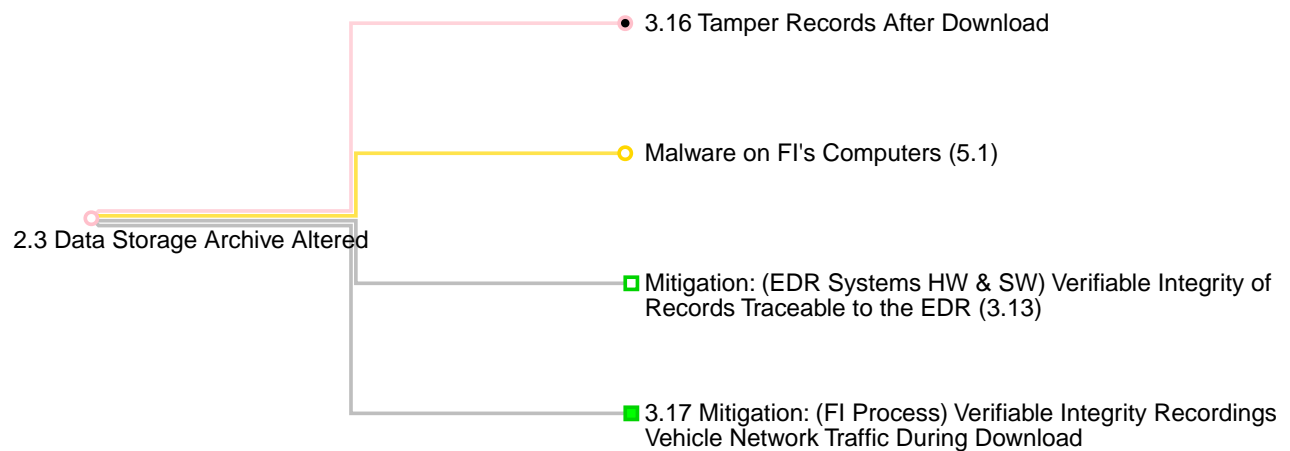 3.16 Tamper Records After Download
Malware on FI's Computers (5.1)
2.3 Data Storage Archive Altered
Mitigation: (EDR Systems HW & SW) Verifiable Integrity of
Records Traceable to the EDR (3.13)
3.17 Mitigation: (FI Process) Verifiable Integrity Recordings
Vehicle Network Traffic During Download